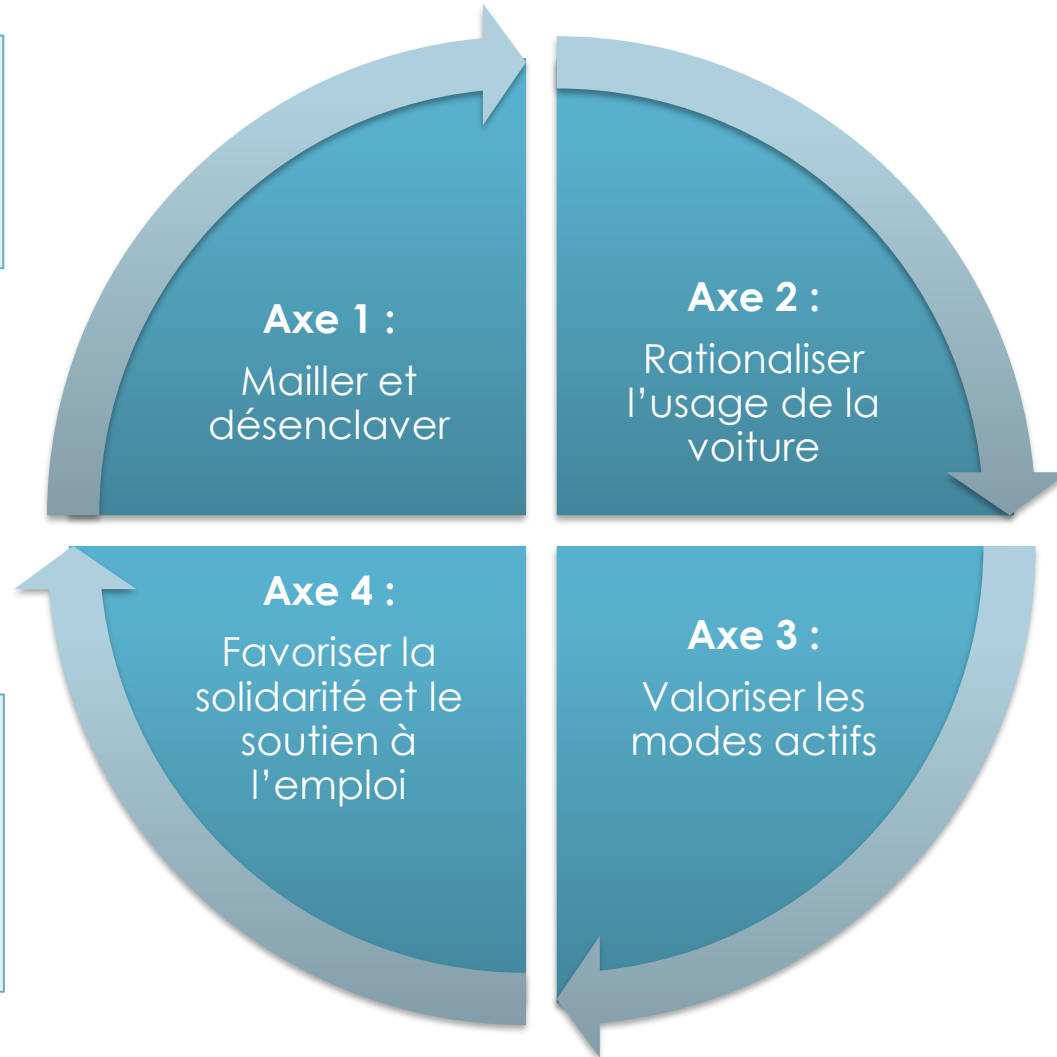 Axe 1 :
Mailler et
désenclaver
Axe 2 :
Rationaliser
l’usage de la
voiture
Axe 3 :
Valoriser les
modes actifs
Axe 4 :
Favoriser la
solidarité et le
soutien à
l’emploi